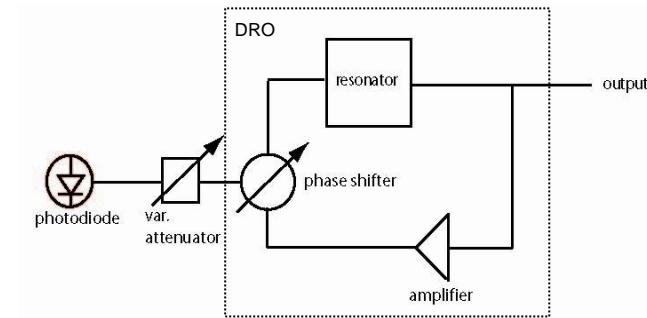 DRO
resonator
output
phase shifter
photodiode
var.
attenuator
amplifier